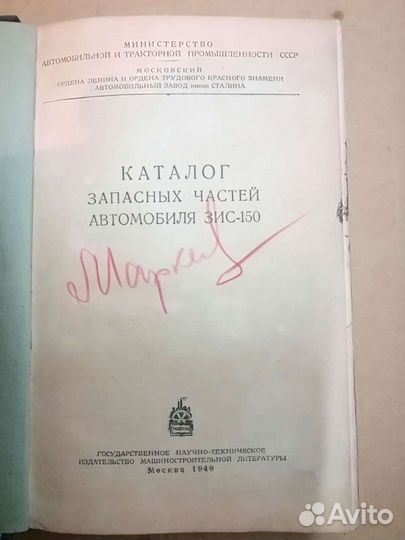 МИНИСТЕРСТВО
АВТОМОБИЛЬНОЙ И ТРАКТОРНОЙ ПРОМЫШЛЕННОСТИ СССР
МОСКОВСКИЙ
ОРДЕНА ЛЕНИНА И ОРДЕНА ТРУДОВОГО КРАСНОГО ЗНАМЕНИ
АВТОМОБИЛЬНЫЙ ЗАВОД имени СТАЛИНА
КАТАЛОГ
ЗАПАСНЫХ ЧАСТЕЙ
АВТОМОБИЛЯ ЗИС-150
ГОСУДАРСТВЕННОЕ НАУЧНО-ТЕХНИЧЕСКОЕ
ИЗДАТЕЛЬСТВО МАШИНОСТРОИТЕЛЬНОЙ ЛИТЕРАТУРЫ
Москва 1949
Avito